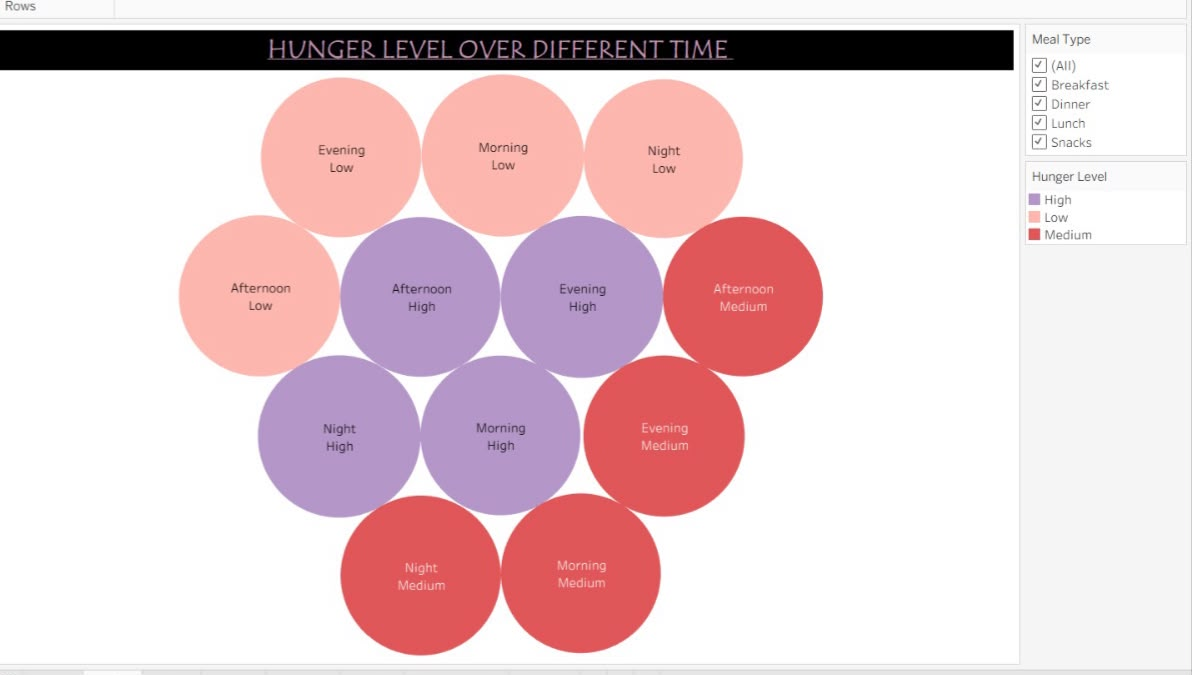 Rows
HUNGER LEVEL OVER DIFFERENT TIME
Evening
Low
Morning
Low
Night
Low
Afternoon
Low
Afternoon
High
Evening
High
Afternoon
Medium
Night
High
Morning
High
Evening
Medium
Night
Medium
Morning
Medium
Meal Type
(All)
Breakfast
Dinner
Lunch
Snacks
Hunger Level
High
Low
Medium